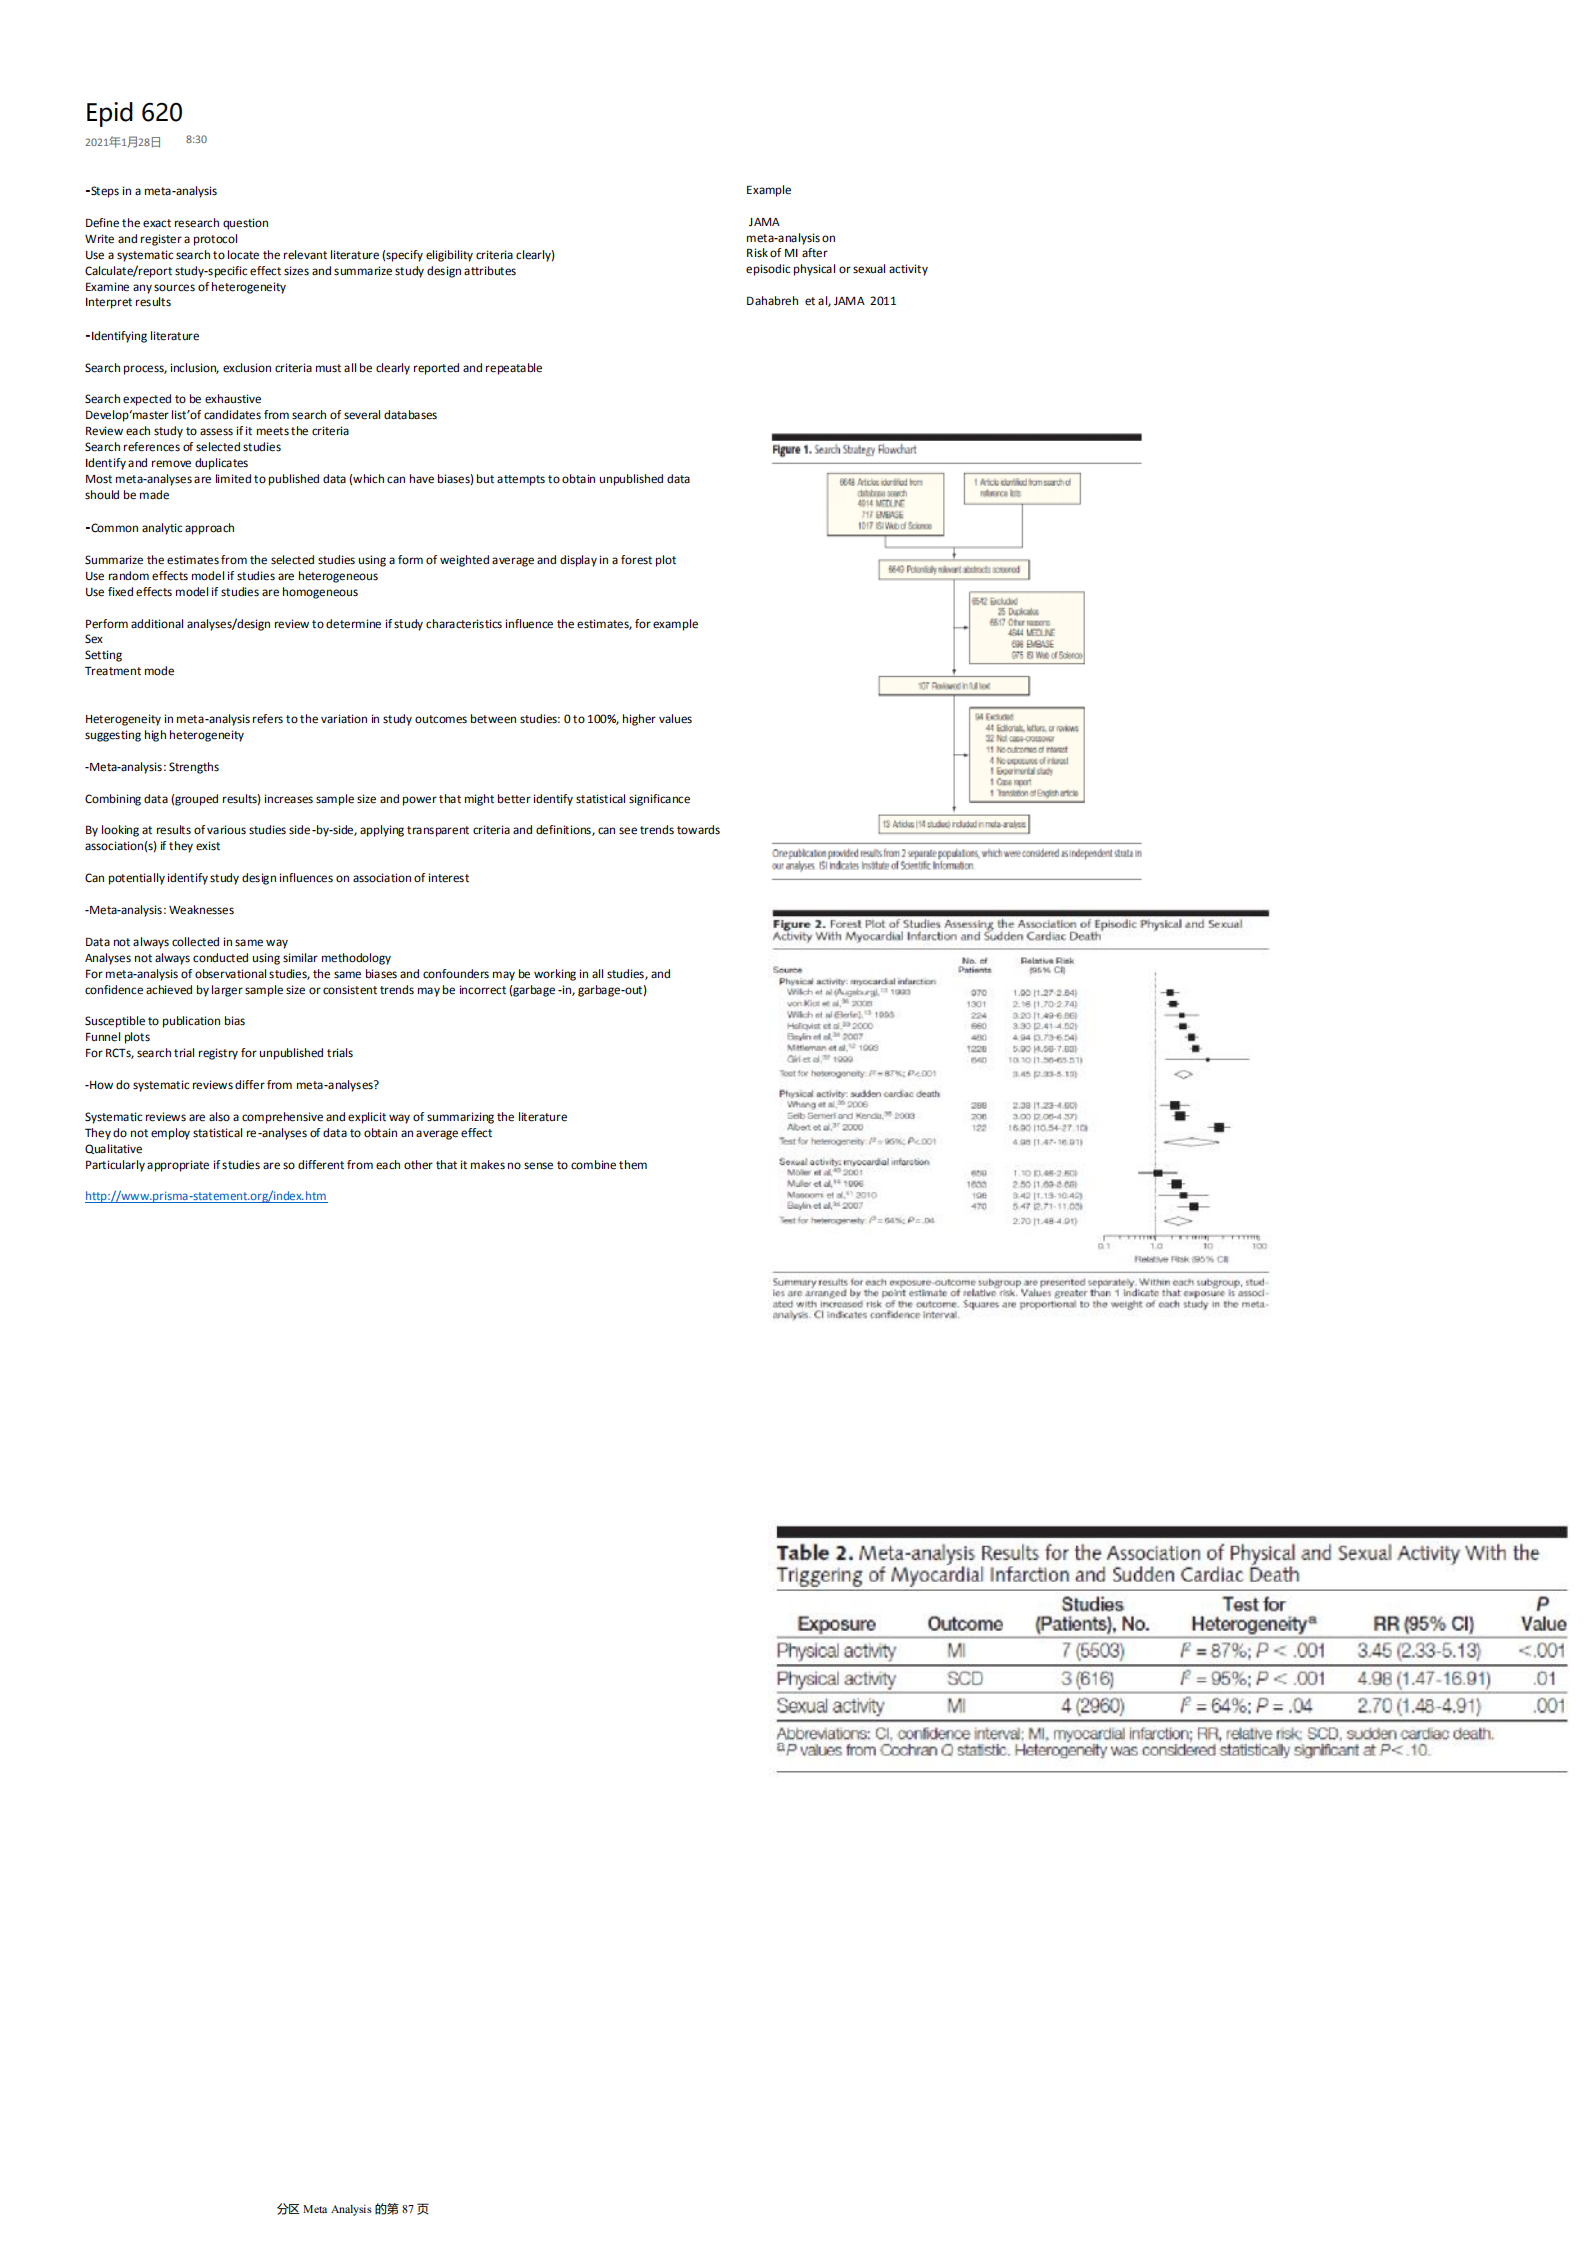 Epid 620
2021年1月28日 8:30
-Steps in a meta-analysis
Define the exact research question
Write and register a protocol
Use a systematic search to locate the relevant literature (specify eligibility criteria clearly)
Calculate/report study-specific effect sizes and summarize study design attributes
Examine any sources of heterogeneity
Interpret results
-Identifying literature
Search process, inclusion, exclusion criteria must all be clearly reported and repeatable
Search expected to be exhaustive
Develop‘master list’of candidates from search of several databases
Review each study to assess if it meets the criteria
Search references of selected studies
Identify and remove duplicates
Most meta-analyses are limited to published data (which can have biases) but attempts to obtain unpublished data
should be made
-Common analytic approach
Summarize the estimates from the selected studies using a form of weighted average and display in a forest plot
Use random effects model if studies are heterogeneous
Use fixed effects model if studies are homogeneous
Perform additional analyses/design review to determine if study characteristics influence the estimates, for example
Sex
Setting
Treatment mode
Heterogeneity in meta-analysis refers to the variation in study outcomes between studies: 0 to 100%, higher values
suggesting high heterogeneity
-Meta-analysis: Strengths
Combining data (grouped results) increases sample size and power that might better identify statistical significance
By looking at results of various studies side-by-side, applying transparent criteria and definitions, can see trends towards
association(s) if they exist
Can potentially identify study design influences on association of interest
-Meta-analysis: Weaknesses
Data not always collected in same way
Analyses not always conducted using similar methodology
For meta-analysis of observational studies, the same biases and confounders may be working in all studies, and
confidence achieved by larger sample size or consistent trends may be incorrect (garbage -in, garbage-out)
Susceptible to publication bias
Funnel plots
For RCTs, search trial registry for unpublished trials
-How do systematic reviews differ from meta-analyses?
Systematic reviews are also a comprehensive and explicit way of summarizing the literature
They do not employ statistical re-analyses of data to obtain an average effect
Qualitative
Particularly appropriate if studies are so different from each other that it makes no sense to combine them
http://www.prisma-statement.org/index.htm
Example
JAMA
meta-analysis on
Risk of MI after
episodic physical or sexual activity
Dahabreh et al, JAMA 2011
Figure 1. Search Strategy Flowchart
6648 Articles identified from
database search
4914 MEDLINE
717 EMBASE
1017 ISI Web of Science
1 Article identified from search of
reference lists
6649 Potentially relevant abstracts screened
6542 Excluded
25 Duplicates
6517 Other reasons
4844 MEDLINE
698 EMBASE
975 ISI Web of Science
107 Reviewed in full text
94 Excluded
44 Editorials, letters, or reviews
32 Not case-crossover
11 No outcomes of interest
4 No exposures of interest
1 Experimental study
1 Case report
1 Translation of English article
13 Articles (14 studies) included in meta-analysis
One publication provided results from 2 separate populations, which were considered as independent strata in
our analyses. ISI indicates Institute of Scientific Information.
Figure 2. Forest Plot of Studies Assessing the Association of Episodic Physical and Sexual
Activity With Myocardial Infarction and Sudden Cardiac Death
Source No. of Patients Relative Risk (95% CI)
Physical activity: myocardial infarction
Willich et al (Augsburg), 1993 970 1.90 (1.27-2.84)
von Klot et al, 2008 1301 2.16 (1.70-2.74)
Willich et al (Berlin), 1993 224 3.20 (1.49-6.86)
Hallqvist et al, 2000 660 3.30 (2.41-4.52)
Baylin et al, 2007 480 4.94 (3.73-6.54)
Mittleman et al, 1993 1228 5.90 (4.56-7.63)
Giri et al, 1999 640 10.10 (1.56-65.51)
Test for heterogeneity: I² = 87%; P<.001 3.45 (2.33-5.13)
Physical activity: sudden cardiac death
Whang et al, 2006 288 2.38 (1.23-4.60)
Selb Semerl and Kenda, 2003 206 3.00 (2.06-4.37)
Albert et al, 2000 122 16.90 (10.54-27.10)
Test for heterogeneity: I² = 95%; P<.001 4.98 (1.47-16.91)
Sexual activity: myocardial infarction
Möller et al, 2001 659 1.10 (0.46-2.60)
Muller et al, 1996 1633 2.50 (1.69-3.69)
Masoomi et al, 2010 198 3.42 (1.13-10.42)
Baylin et al, 2007 470 5.47 (2.71-11.03)
Test for heterogeneity: I² = 64%; P = .04 2.70 (1.48-4.91)
0.1 1.0 10 100
Relative Risk (95% CI)
Summary results for each exposure-outcome subgroup are presented separately. Within each subgroup, stud-
ies are arranged by the point estimate of relative risk. Values greater than 1 indicate that exposure is associ-
ated with increased risk of the outcome. Squares are proportional to the weight of each study in the meta-
analysis. CI indicates confidence interval.
Table 2. Meta-analysis Results for the Association of Physical and Sexual Activity With the
Triggering of Myocardial Infarction and Sudden Cardiac Death
Exposure Outcome Studies (Patients), No. Test for Heterogeneityᵃ RR (95% CI) P Value
Physical activity MI 7 (5503) I² = 87%; P < .001 3.45 (2.33-5.13) <.001
Physical activity SCD 3 (616) I² = 95%; P < .001 4.98 (1.47-16.91) .01
Sexual activity MI 4 (2960) I² = 64%; P = .04 2.70 (1.48-4.91) .001
Abbreviations: CI, confidence interval; MI, myocardial infarction; RR, relative risk; SCD, sudden cardiac death.
ᵃP values from Cochran Q statistic. Heterogeneity was considered statistically significant at P< .10.
分区 Meta Analysis 的第 87 页